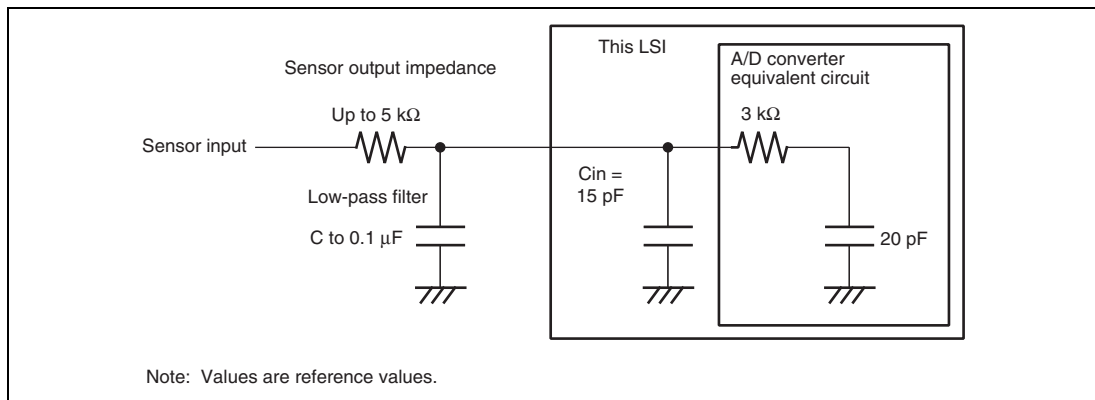 This LSI
A/D converter
equivalent circuit
Sensor output impedance
Up to 5 kΩ
3 kΩ
Sensor input
Cin =
15 pF
Low-pass filter
C to 0.1 μF
20 pF
Note: Values are reference values.